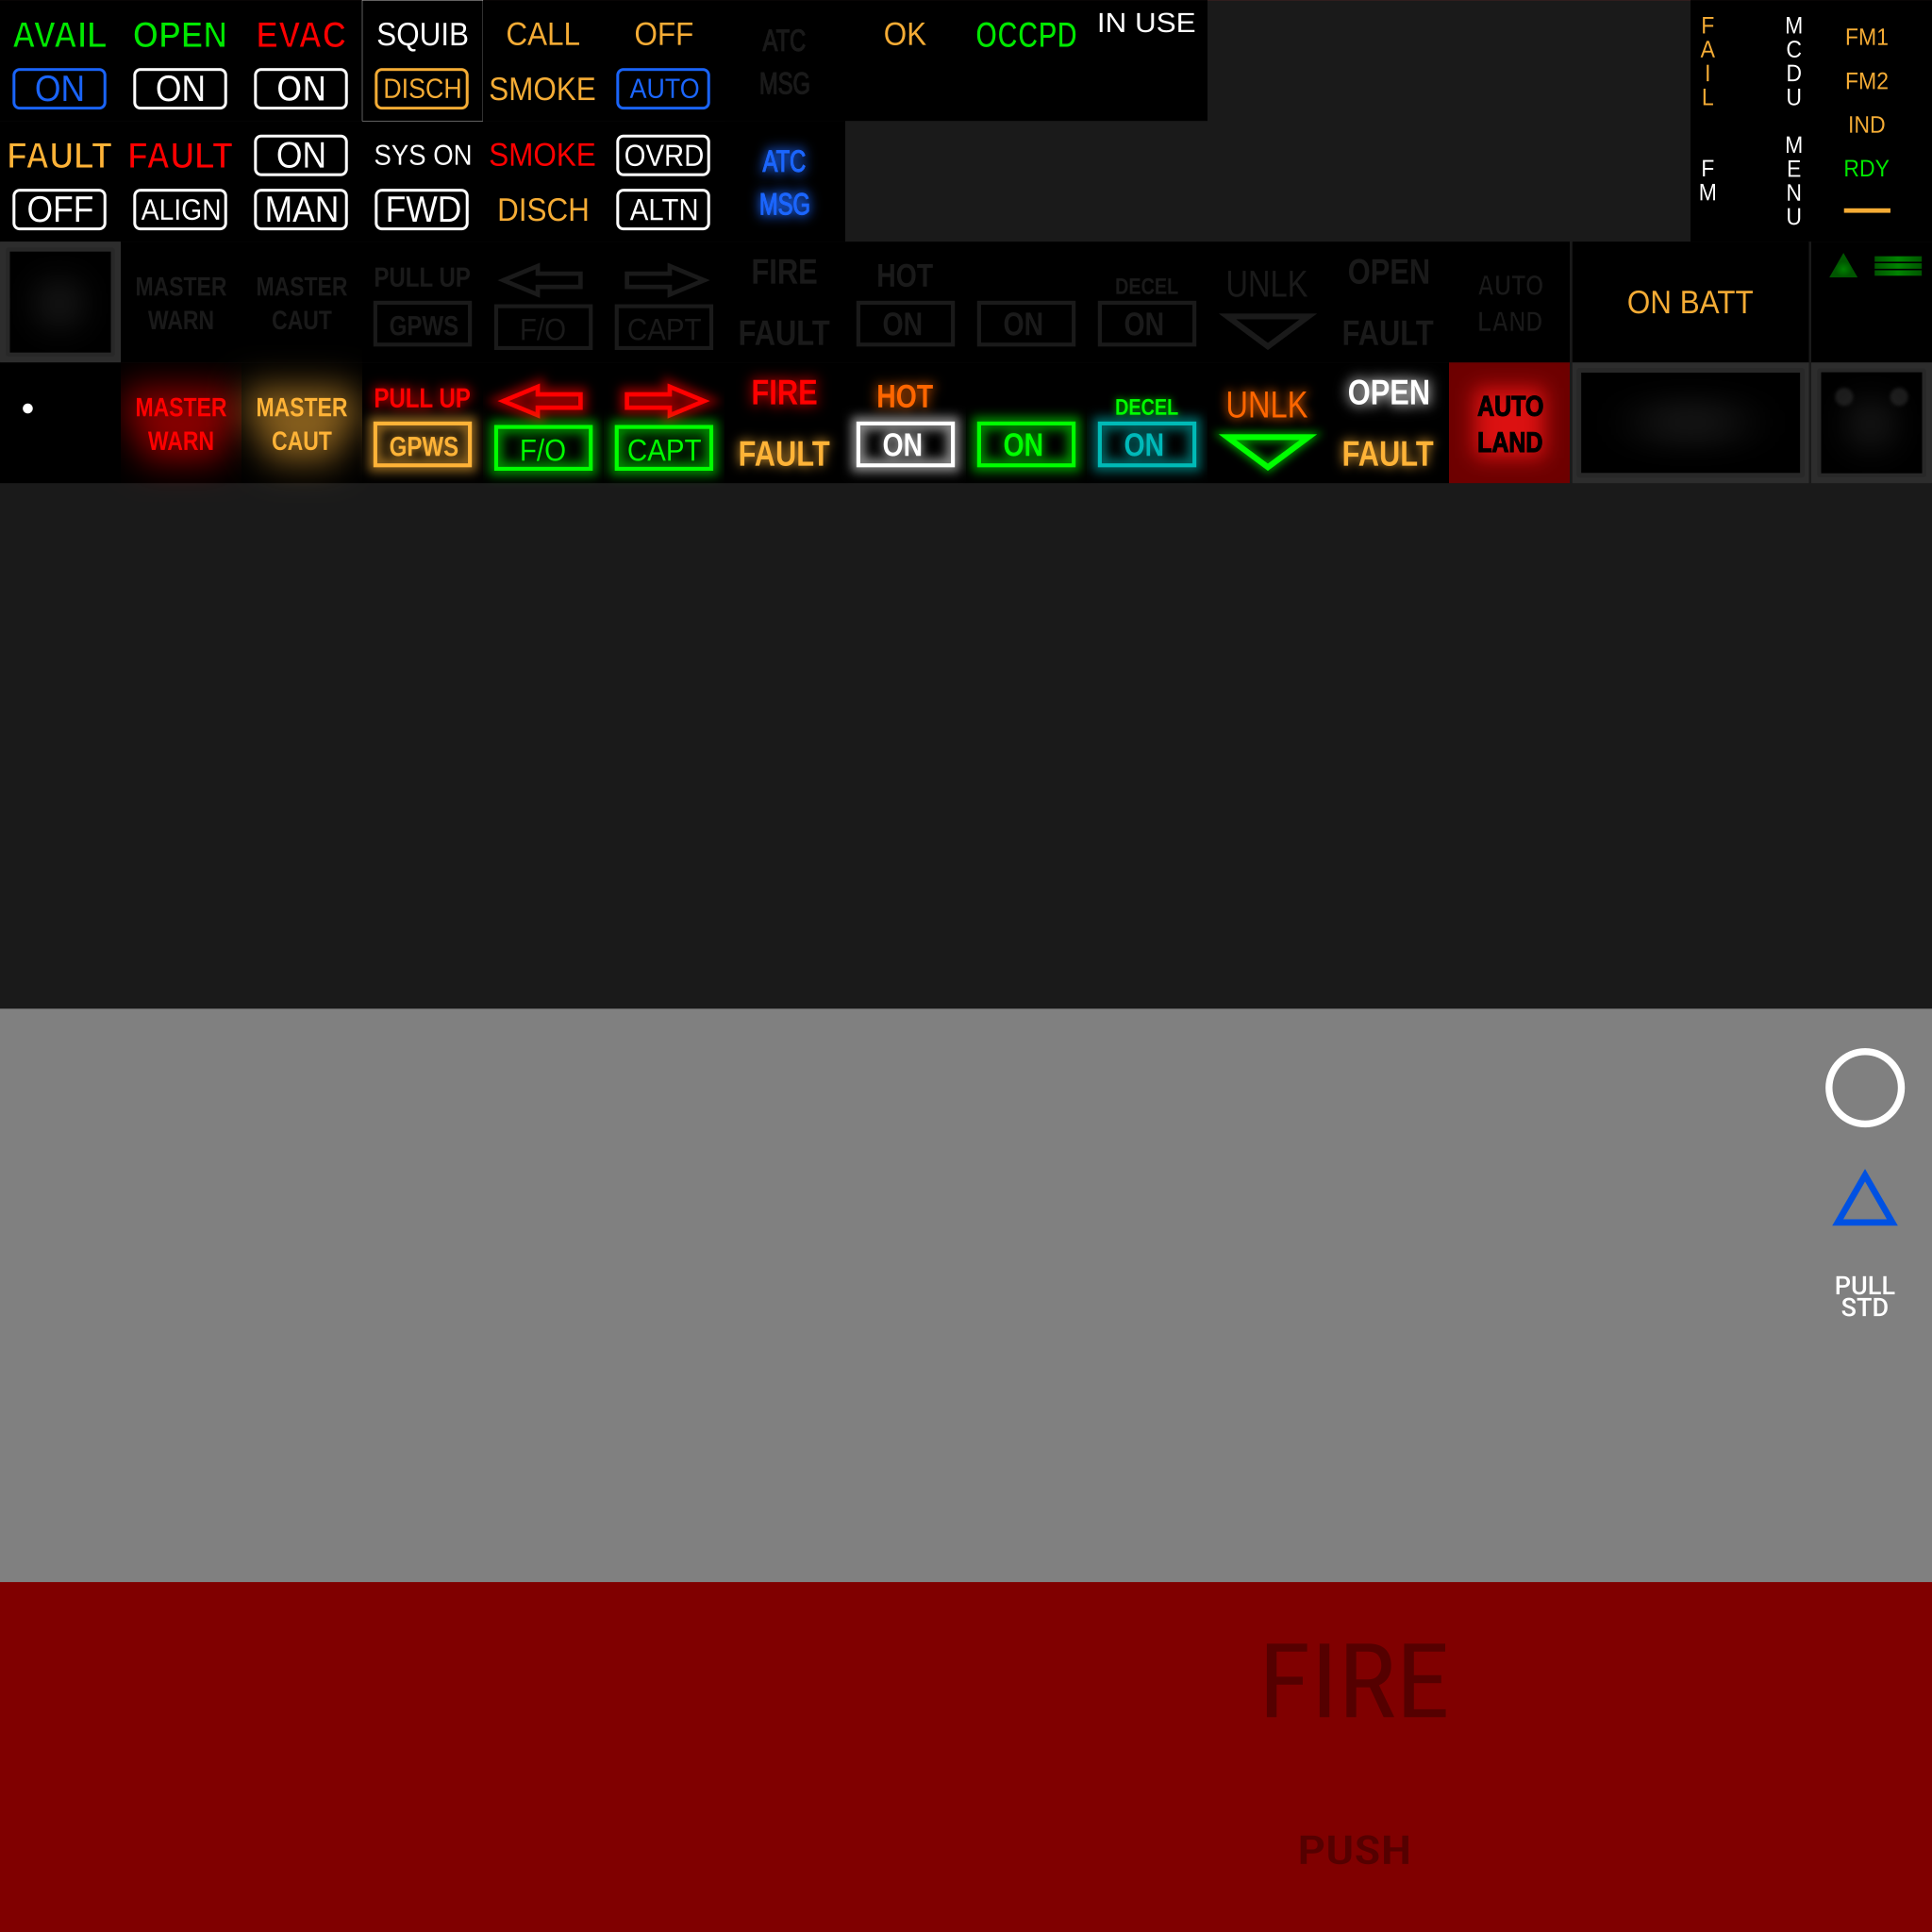 AVAIL OPEN EVAC SQUIB CALL OFF ATC OK OCCPD IN USE
ON ON ON DISCH SMOKE AUTO MSG
FAULT FAULT ON SYS ON SMOKE OVRD ATC
OFF ALIGN MAN FWD DISCH ALTN MSG
FAIL
FM
MCDU
MENU
FM1
FM2
IND
RDY
MASTER MASTER PULL UP FIRE HOT DECEL UNLK OPEN AUTO
WARN CAUT GPWS F/O CAPT FAULT ON ON ON FAULT LAND
ON BATT
MASTER MASTER PULL UP FIRE HOT DECEL UNLK OPEN AUTO
WARN CAUT GPWS F/O CAPT FAULT ON ON ON FAULT LAND
PULL
STD
FIRE
PUSH